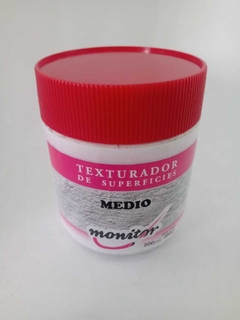 TEXTURADOR
DE SUPERFICIES
MEDIO
monitor